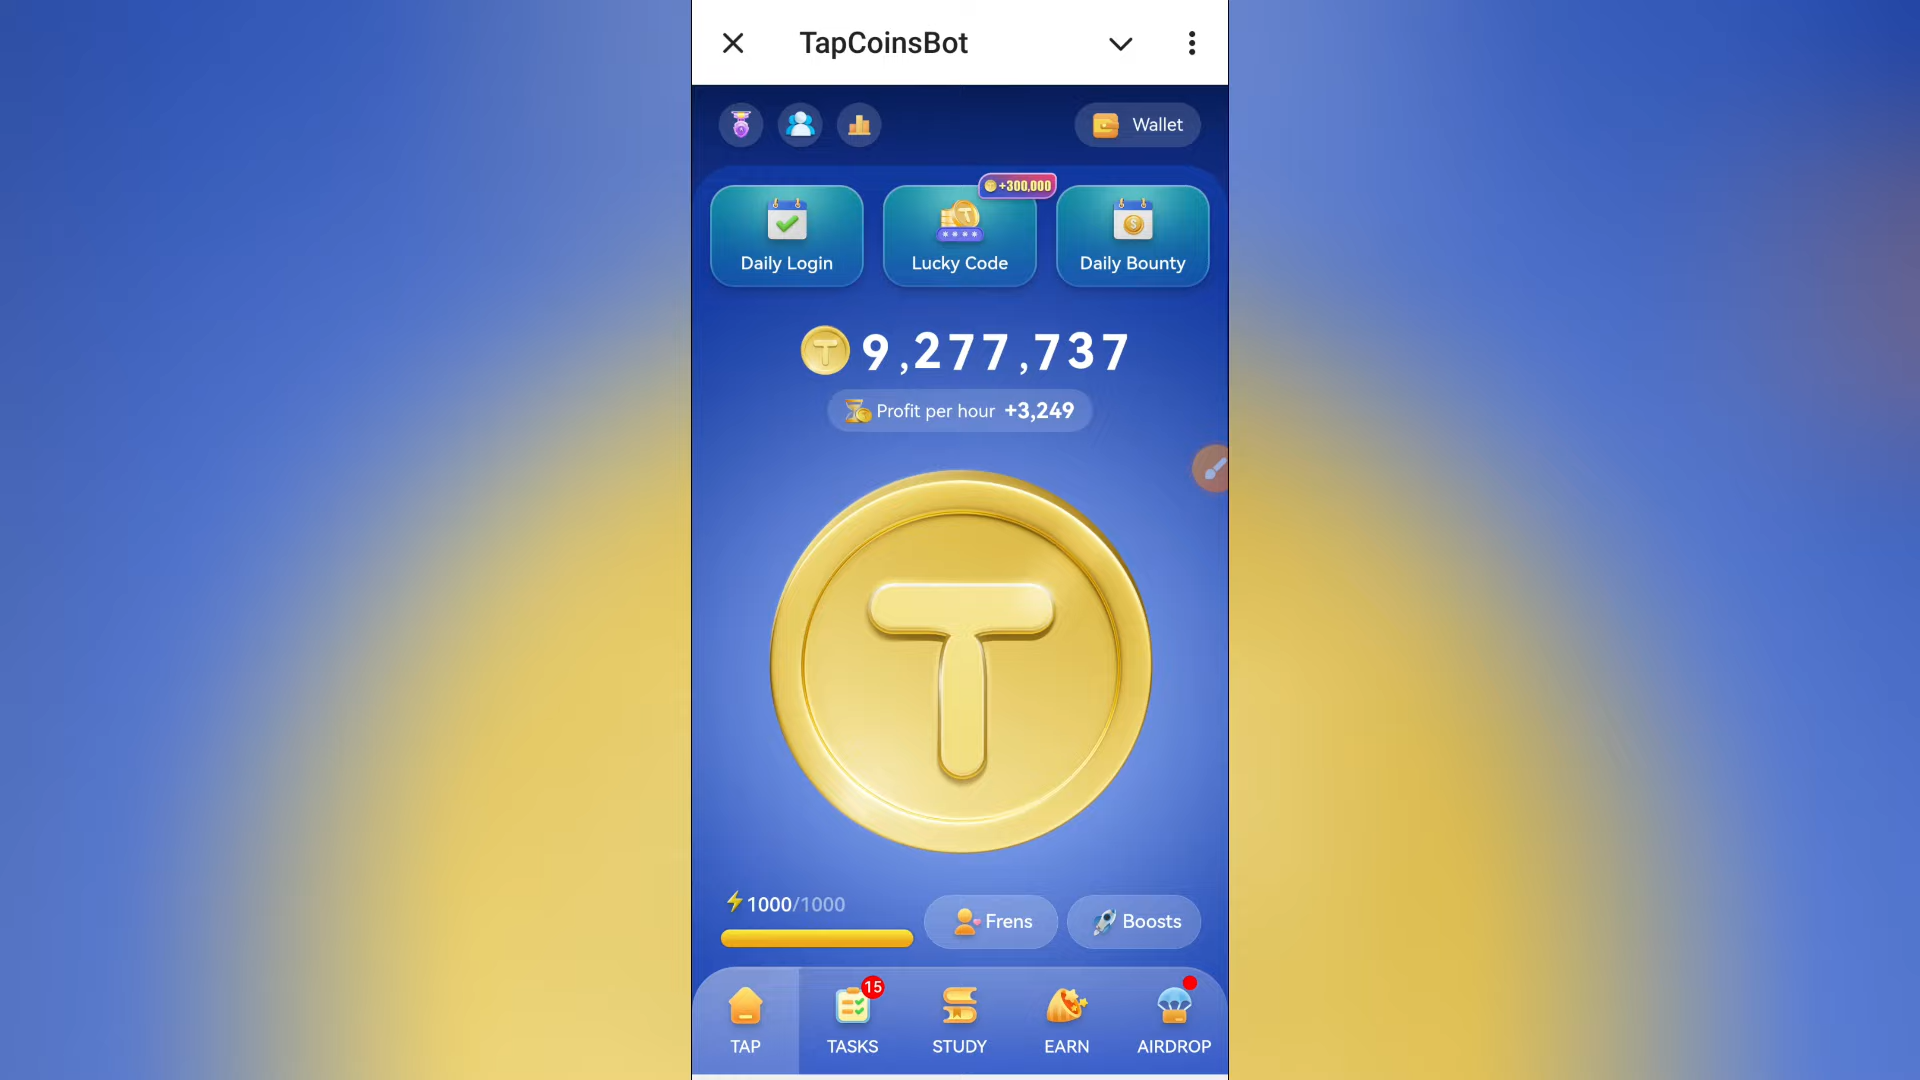 TapCoinsBot
Wallet
+300,000
Daily Login
Lucky Code
Daily Bounty
9,277,737
Profit per hour +3,249
T
1000/1000
Frens
Boosts
15
TAP
TASKS
STUDY
EARN
AIRDROP